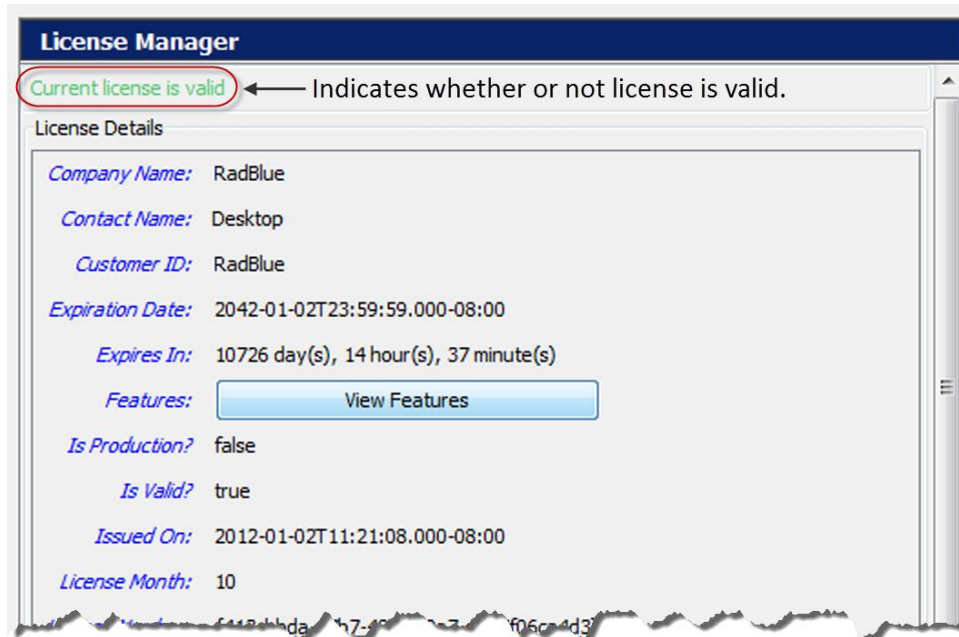 License Manager
Current license is valid
Indicates whether or not license is valid.
License Details
Company Name: RadBlue
Contact Name: Desktop
Customer ID: RadBlue
Expiration Date: 2042-01-02T23:59:59.000-08:00
Expires In: 10726 day(s), 14 hour(s), 37 minute(s)
Features: View Features
Is Production? false
Is Valid? true
Issued On: 2012-01-02T11:21:08.000-08:00
License Month: 10